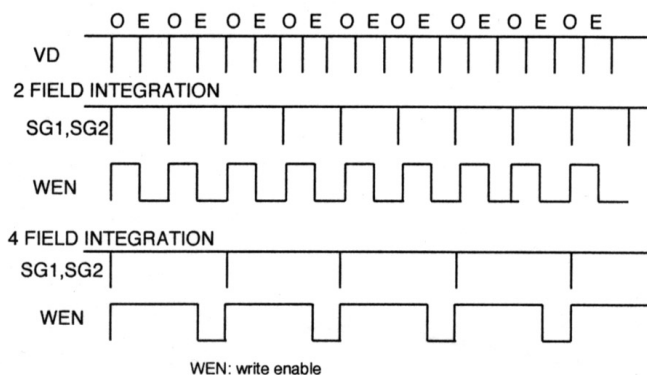 O E O E O E O E O E O E O E O E O E
VD
2 FIELD INTEGRATION
SG1,SG2
WEN
4 FIELD INTEGRATION
SG1,SG2
WEN
WEN: write enable